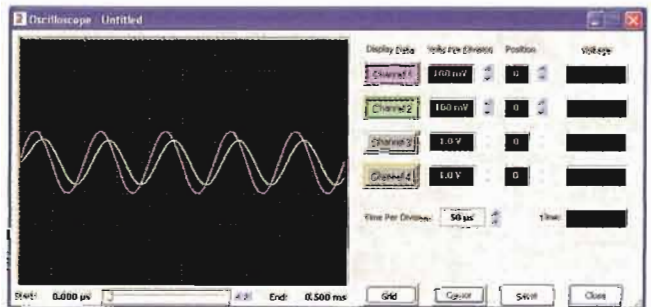 Oscilloscope Untitled
Display Data Volts Per Division Position Voltage
Channel 1 100 mV 0
Channel 2 100 mV 0
Channel 3 1.0 V 0
Channel 4 1.0 V 0
Time Per Division 50 µs Time:
Start: 0.000 µs End: 0.500 ms Grid Cursor Save Close